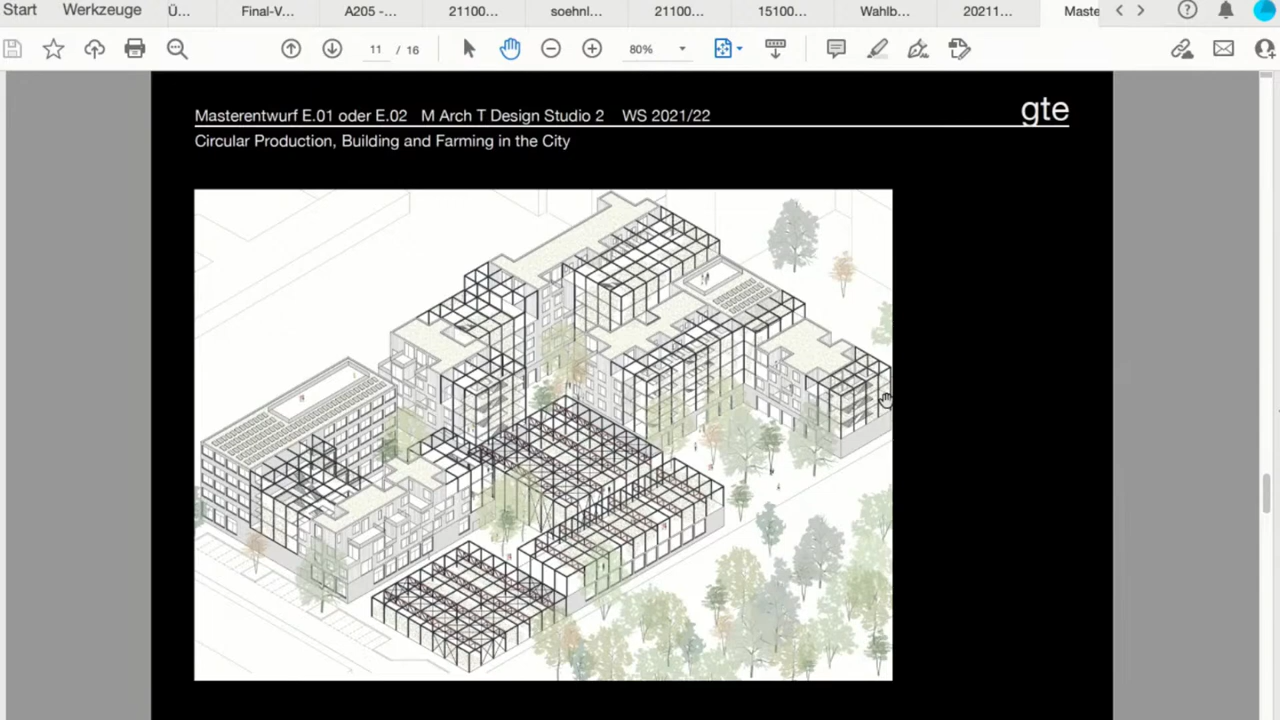 Start Werkzeuge Ü... Final-V... A205 -... 21100... soehnl... 21100... 15100... Wahlb... 20211... Maste
11 / 16 80%
Masterentwurf E.01 oder E.02 M Arch T Design Studio 2 WS 2021/22 gte
Circular Production, Building and Farming in the City